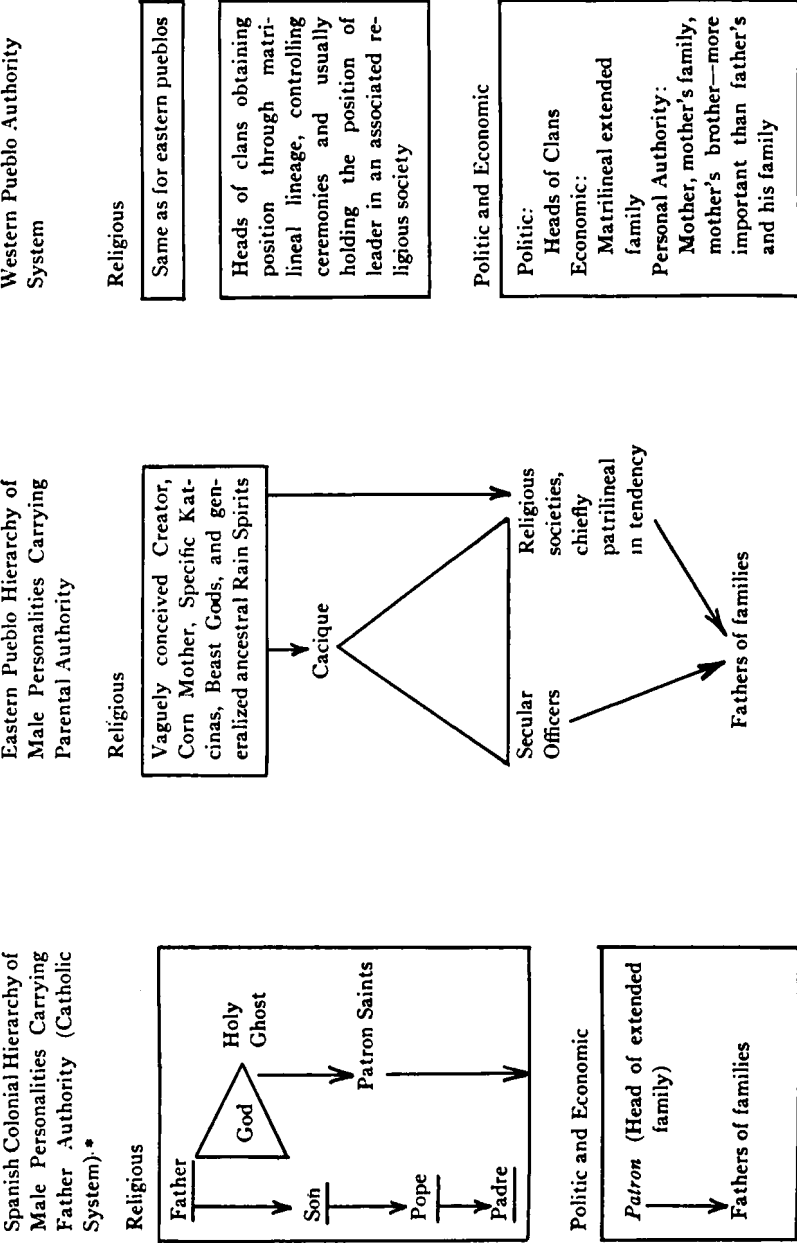 Spanish Colonial Hierarchy of
Male Personalities Carrying
Father Authority (Catholic
System).*
Religious
Father
God
Holy
Ghost
Son
Patron Saints
Pope
Padre
Politic and Economic
Patron (Head of extended
family)
Fathers of families
Eastern Pueblo Hierarchy of
Male Personalities Carrying
Parental Authority
Religious
Vaguely conceived Creator,
Corn Mother, Specific Kat-
cinas, Beast Gods, and gen-
eralized ancestral Rain Spirits
Cacique
Secular
Officers
Religious
societies,
chiefly
patrilineal
in tendency
Fathers of families
Western Pueblo Authority
System
Religious
Same as for eastern pueblos
Heads of clans obtaining
position through matri-
lineal lineage, controlling
ceremonies and usually
holding the position of
leader in an associated re-
ligious society
Politic and Economic
Politic:
Heads of Clans
Economic:
Matrilineal extended
family
Personal Authority:
Mother, mother's family,
mother's brother—more
important than father's
and his family